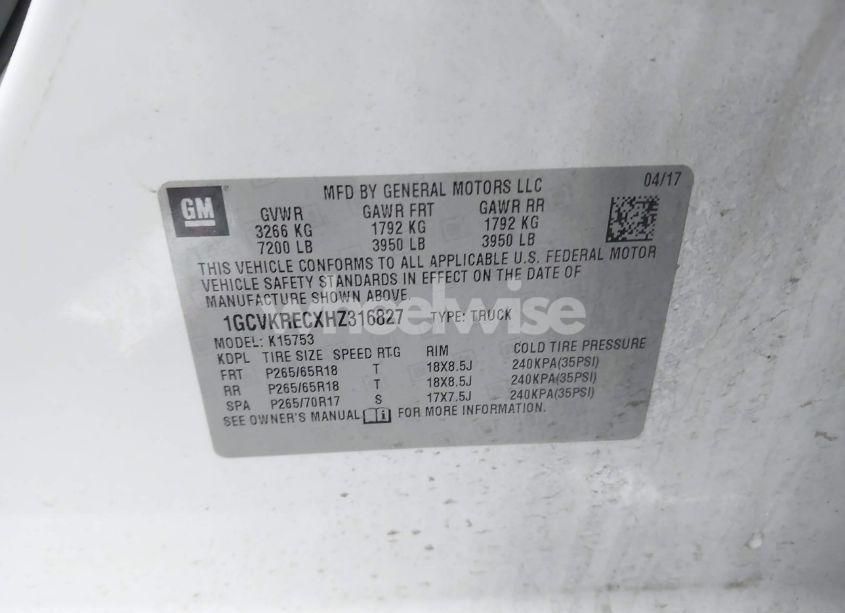 GM
MFD BY GENERAL MOTORS LLC
04/17
GVWR GAWR FRT GAWR RR
3266 KG 1792 KG 1792 KG
7200 LB 3950 LB 3950 LB
THIS VEHICLE CONFORMS TO ALL APPLICABLE U.S. FEDERAL MOTOR
VEHICLE SAFETY STANDARDS IN EFFECT ON THE DATE OF
MANUFACTURE SHOWN ABOVE.
1GCVKRECXHZ316827 TYPE: TRUCK
MODEL: K15753
KDPL TIRE SIZE SPEED RTG RIM COLD TIRE PRESSURE
FRT P265/65R18 T 18X8.5J 240KPA(35PSI)
RR P265/65R18 T 18X8.5J 240KPA(35PSI)
SPA P265/70R17 S 17X7.5J 240KPA(35PSI)
SEE OWNER'S MANUAL FOR MORE INFORMATION.
wheelwise